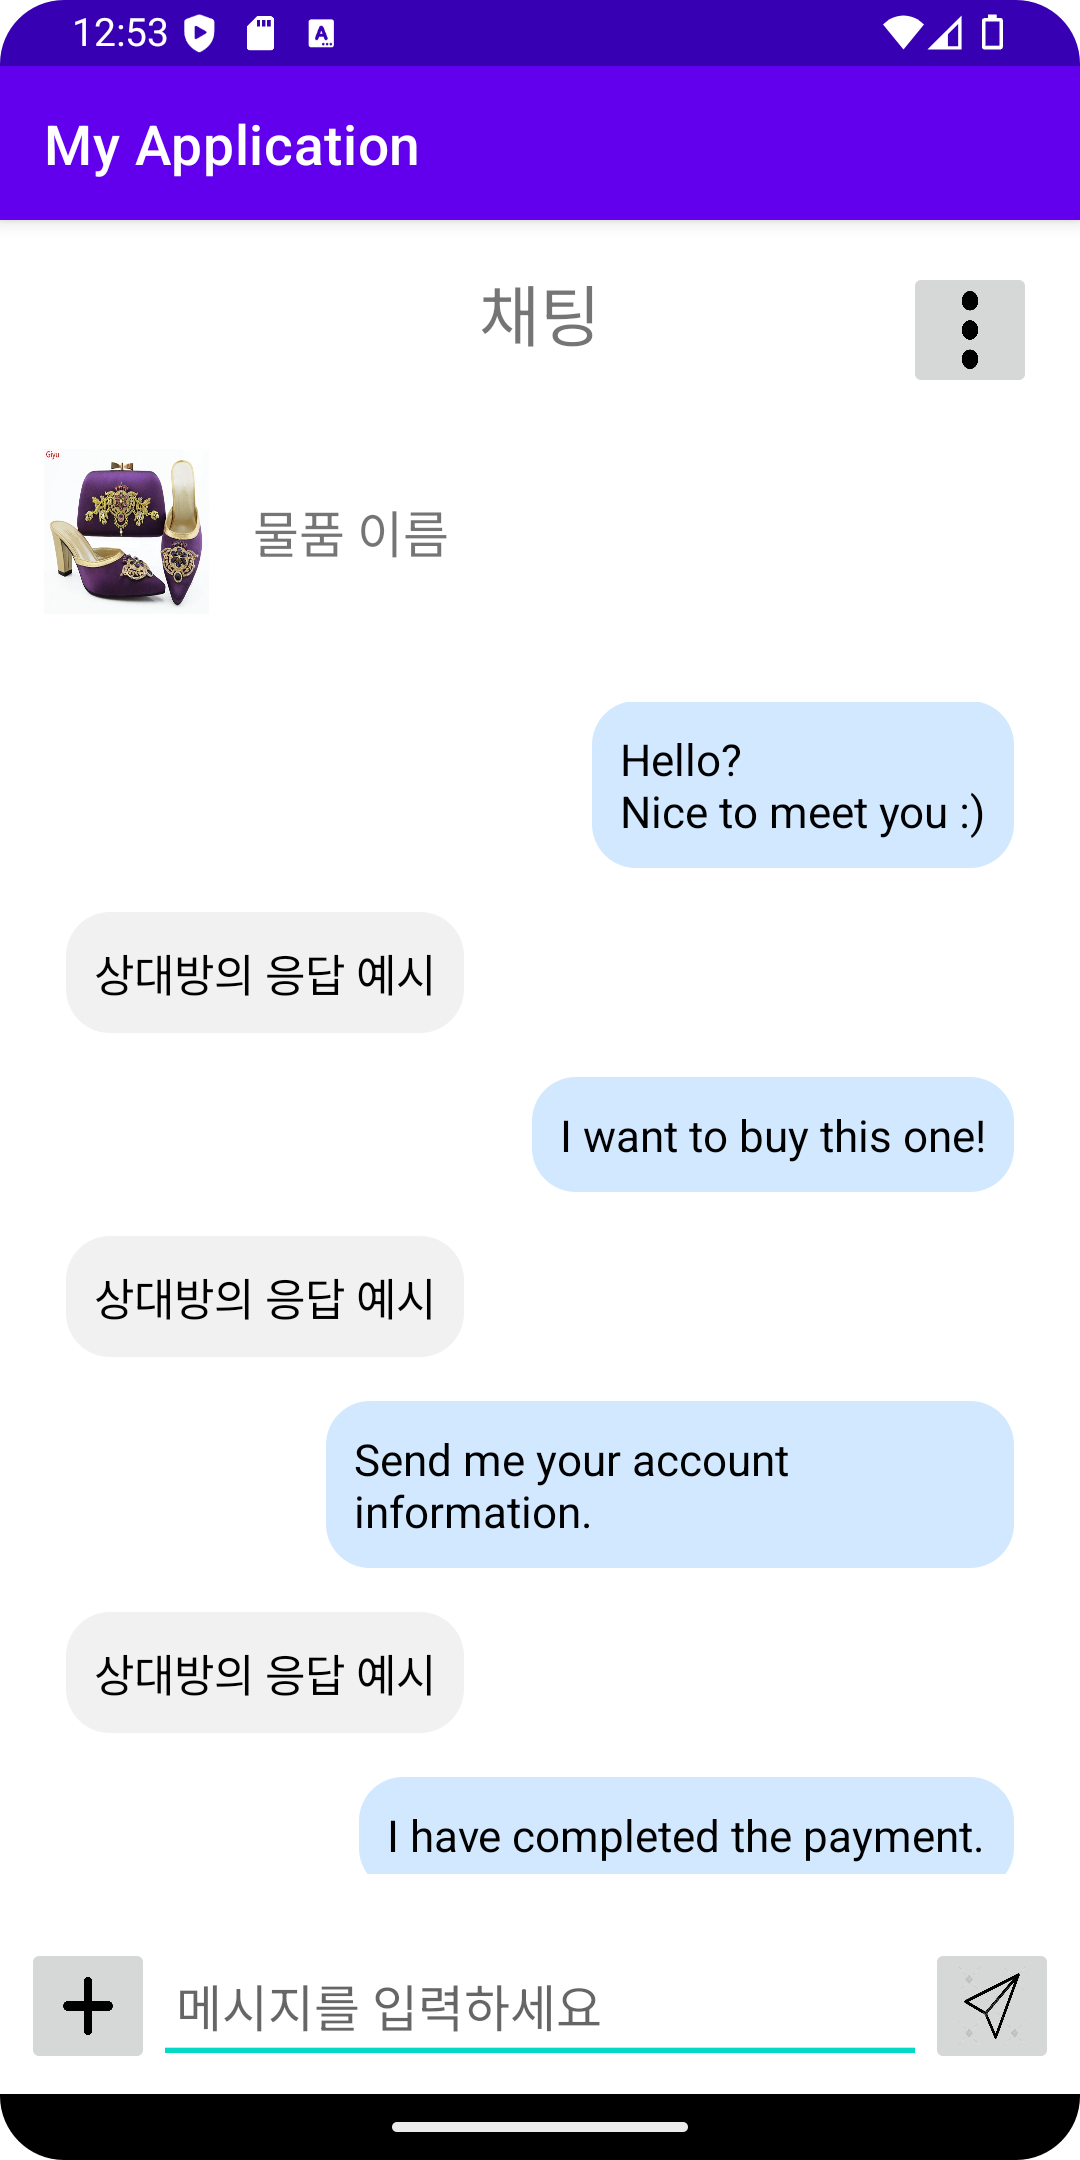 12:53
My Application
채팅
Giyu
물품 이름
Hello?
Nice to meet you :)
상대방의 응답 예시
I want to buy this one!
상대방의 응답 예시
Send me your account
information.
상대방의 응답 예시
I have completed the payment.
메시지를 입력하세요